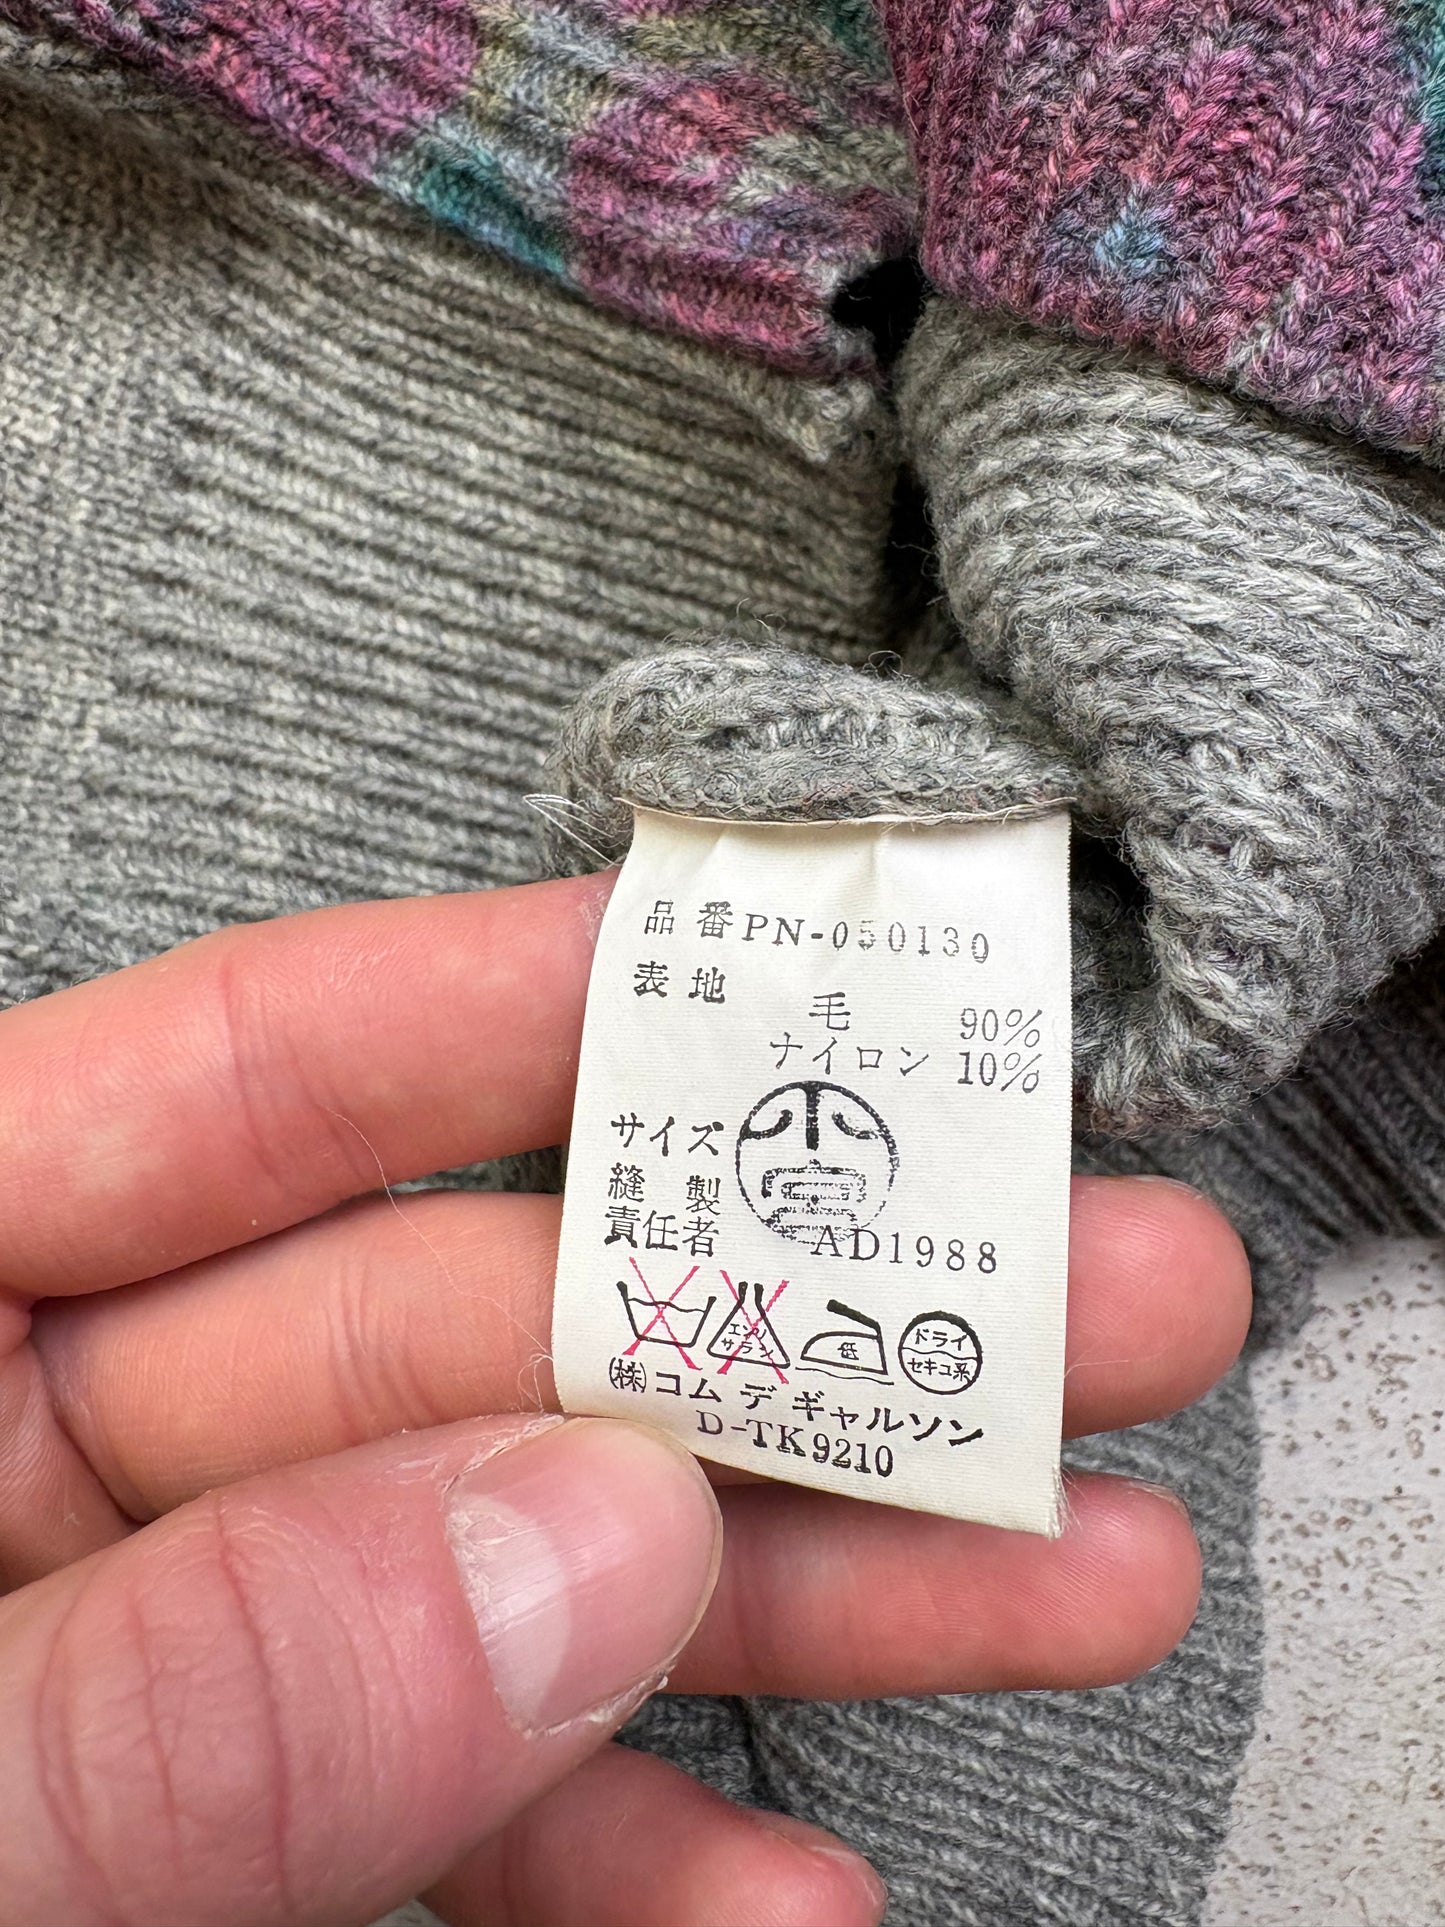 品番 PN-050130
表地
毛 90%
ナイロン 10%
サイズ
縫製
責任者
AD1988
エンソ
サラシ
低
ドライ
セキユ系
㈱コム デ ギャルソン
D-TK9210